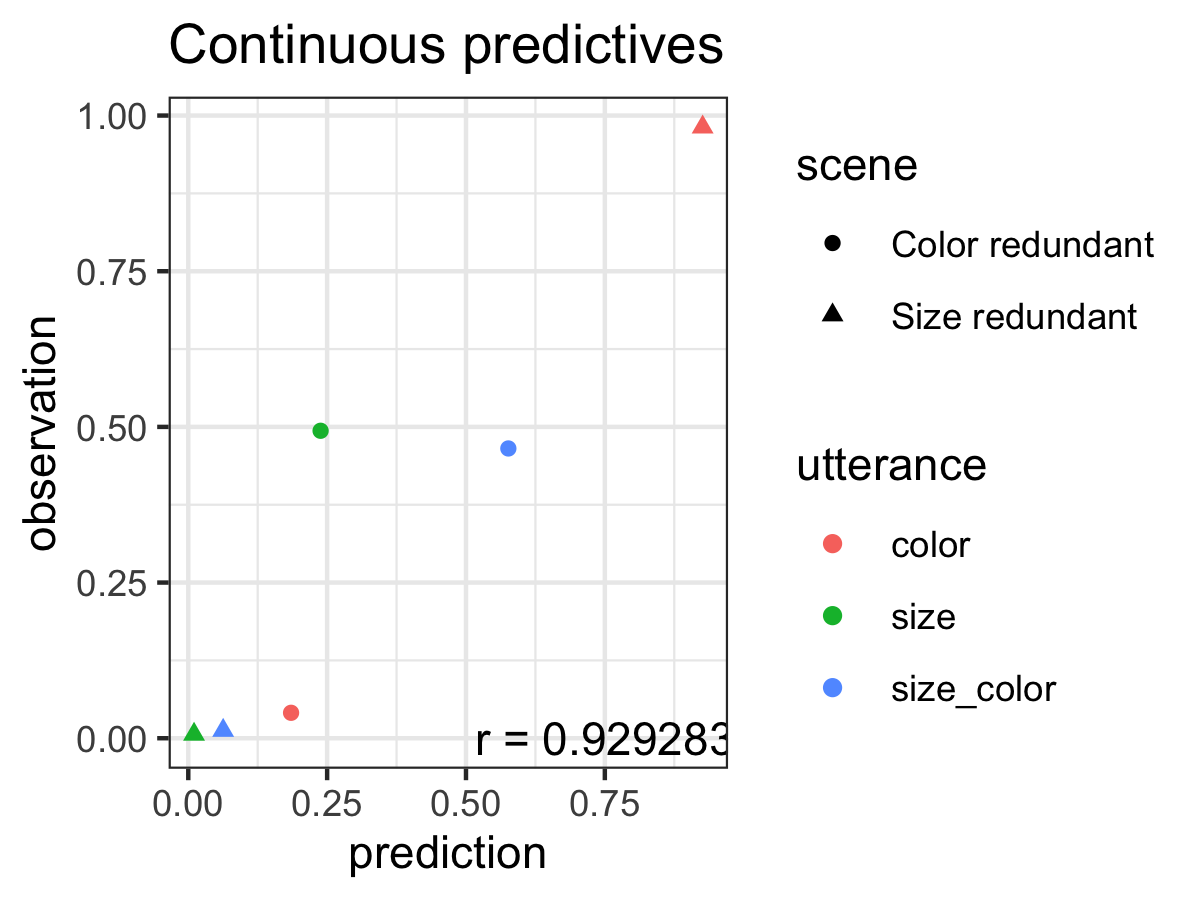 Continuous predictives
1.00
0.75
0.50
0.25
0.00
observation
r = 0.929283
0.00 0.25 0.50 0.75
prediction
scene
Color redundant
Size redundant
utterance
color
size
size_color